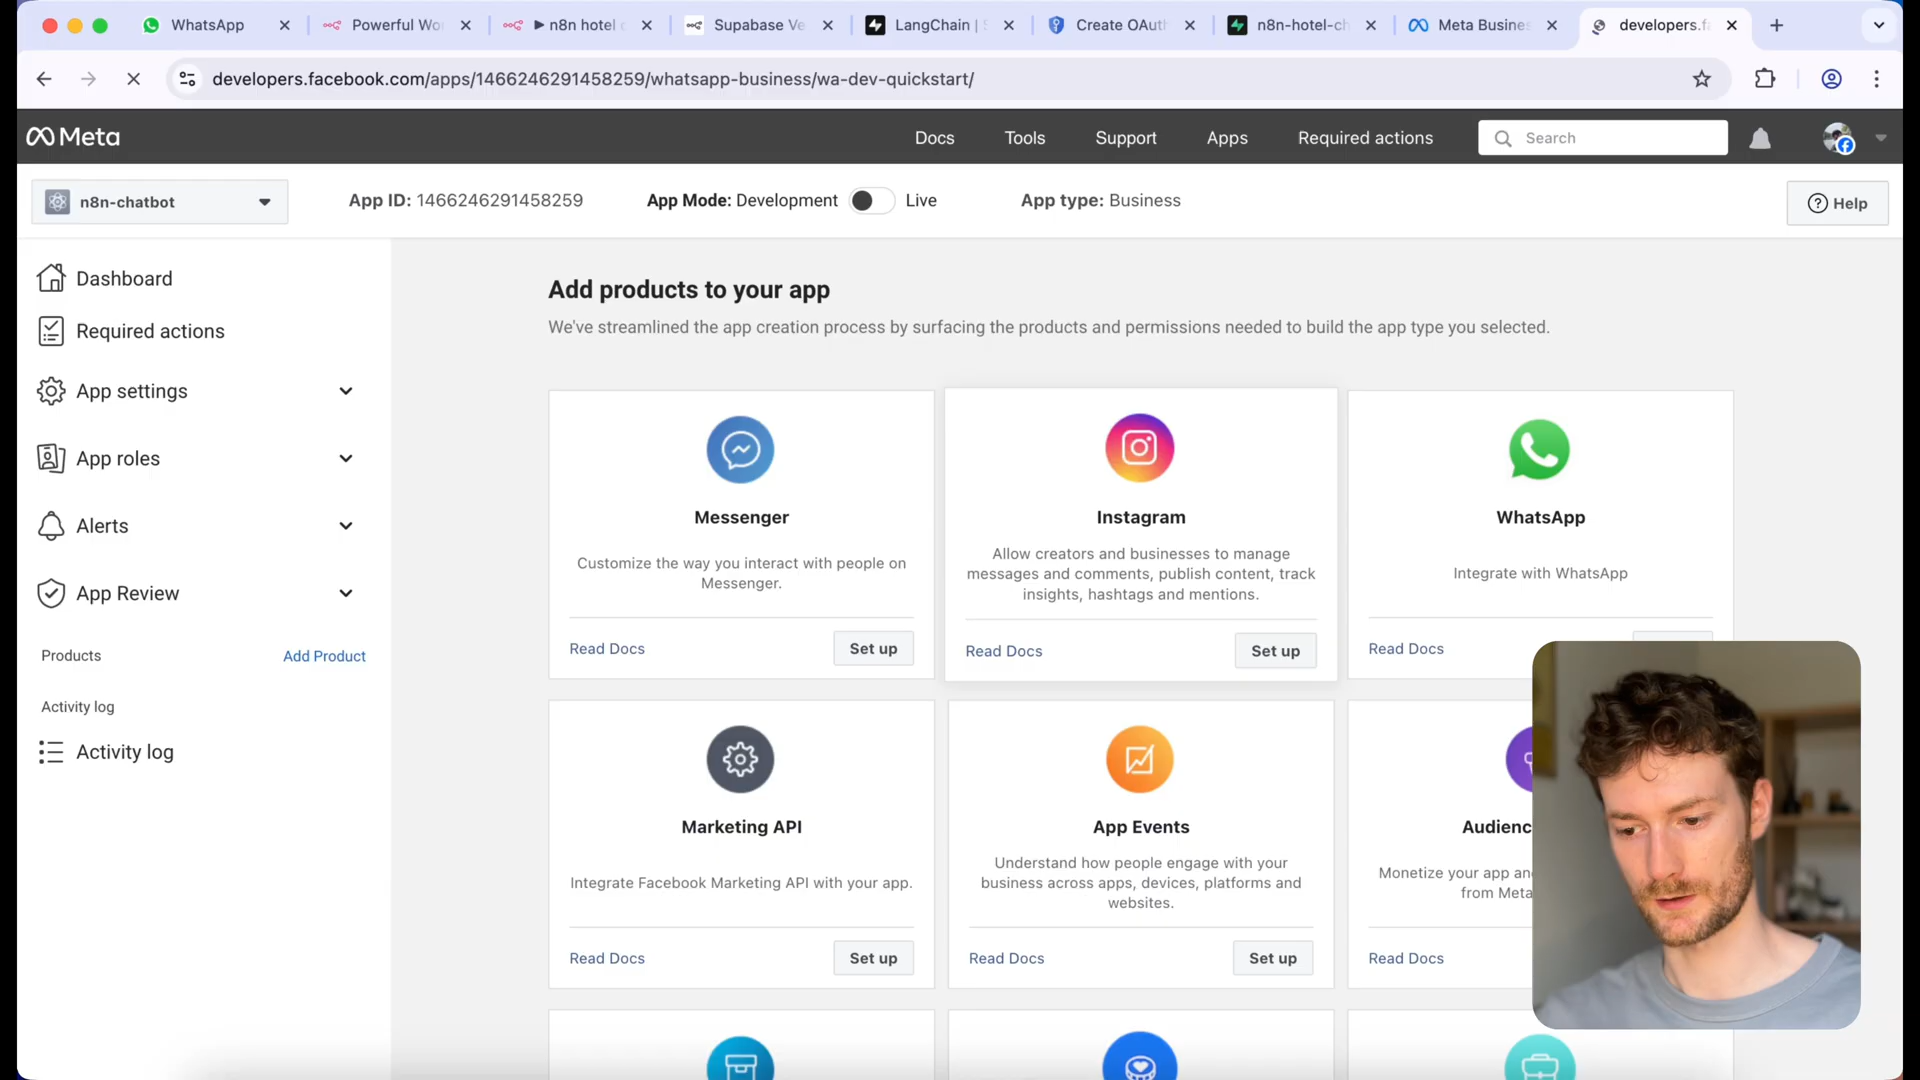 WhatsApp
Powerful Wo
n8n hotel
Supabase Ve
LangChain | S
Create OAut
n8n-hotel-ch
Meta Busine
developers.fa
developers.facebook.com/apps/1466246291458259/whatsapp-business/wa-dev-quickstart/
Meta
Docs
Tools
Support
Apps
Required actions
Search
n8n-chatbot
App ID: 1466246291458259
App Mode: Development
Live
App type: Business
Help
Dashboard
Required actions
App settings
App roles
Alerts
App Review
Products
Add Product
Activity log
Activity log
Add products to your app
We've streamlined the app creation process by surfacing the products and permissions needed to build the app type you selected.
Messenger
Customize the way you interact with people on
Messenger.
Read Docs
Set up
Instagram
Allow creators and businesses to manage
messages and comments, publish content, track
insights, hashtags and mentions.
Read Docs
Set up
WhatsApp
Integrate with WhatsApp
Read Docs
Marketing API
Integrate Facebook Marketing API with your app.
Read Docs
Set up
App Events
Understand how people engage with your
business across apps, devices, platforms and
websites.
Read Docs
Set up
Audienc
Monetize your app an
from Meta
Read Docs